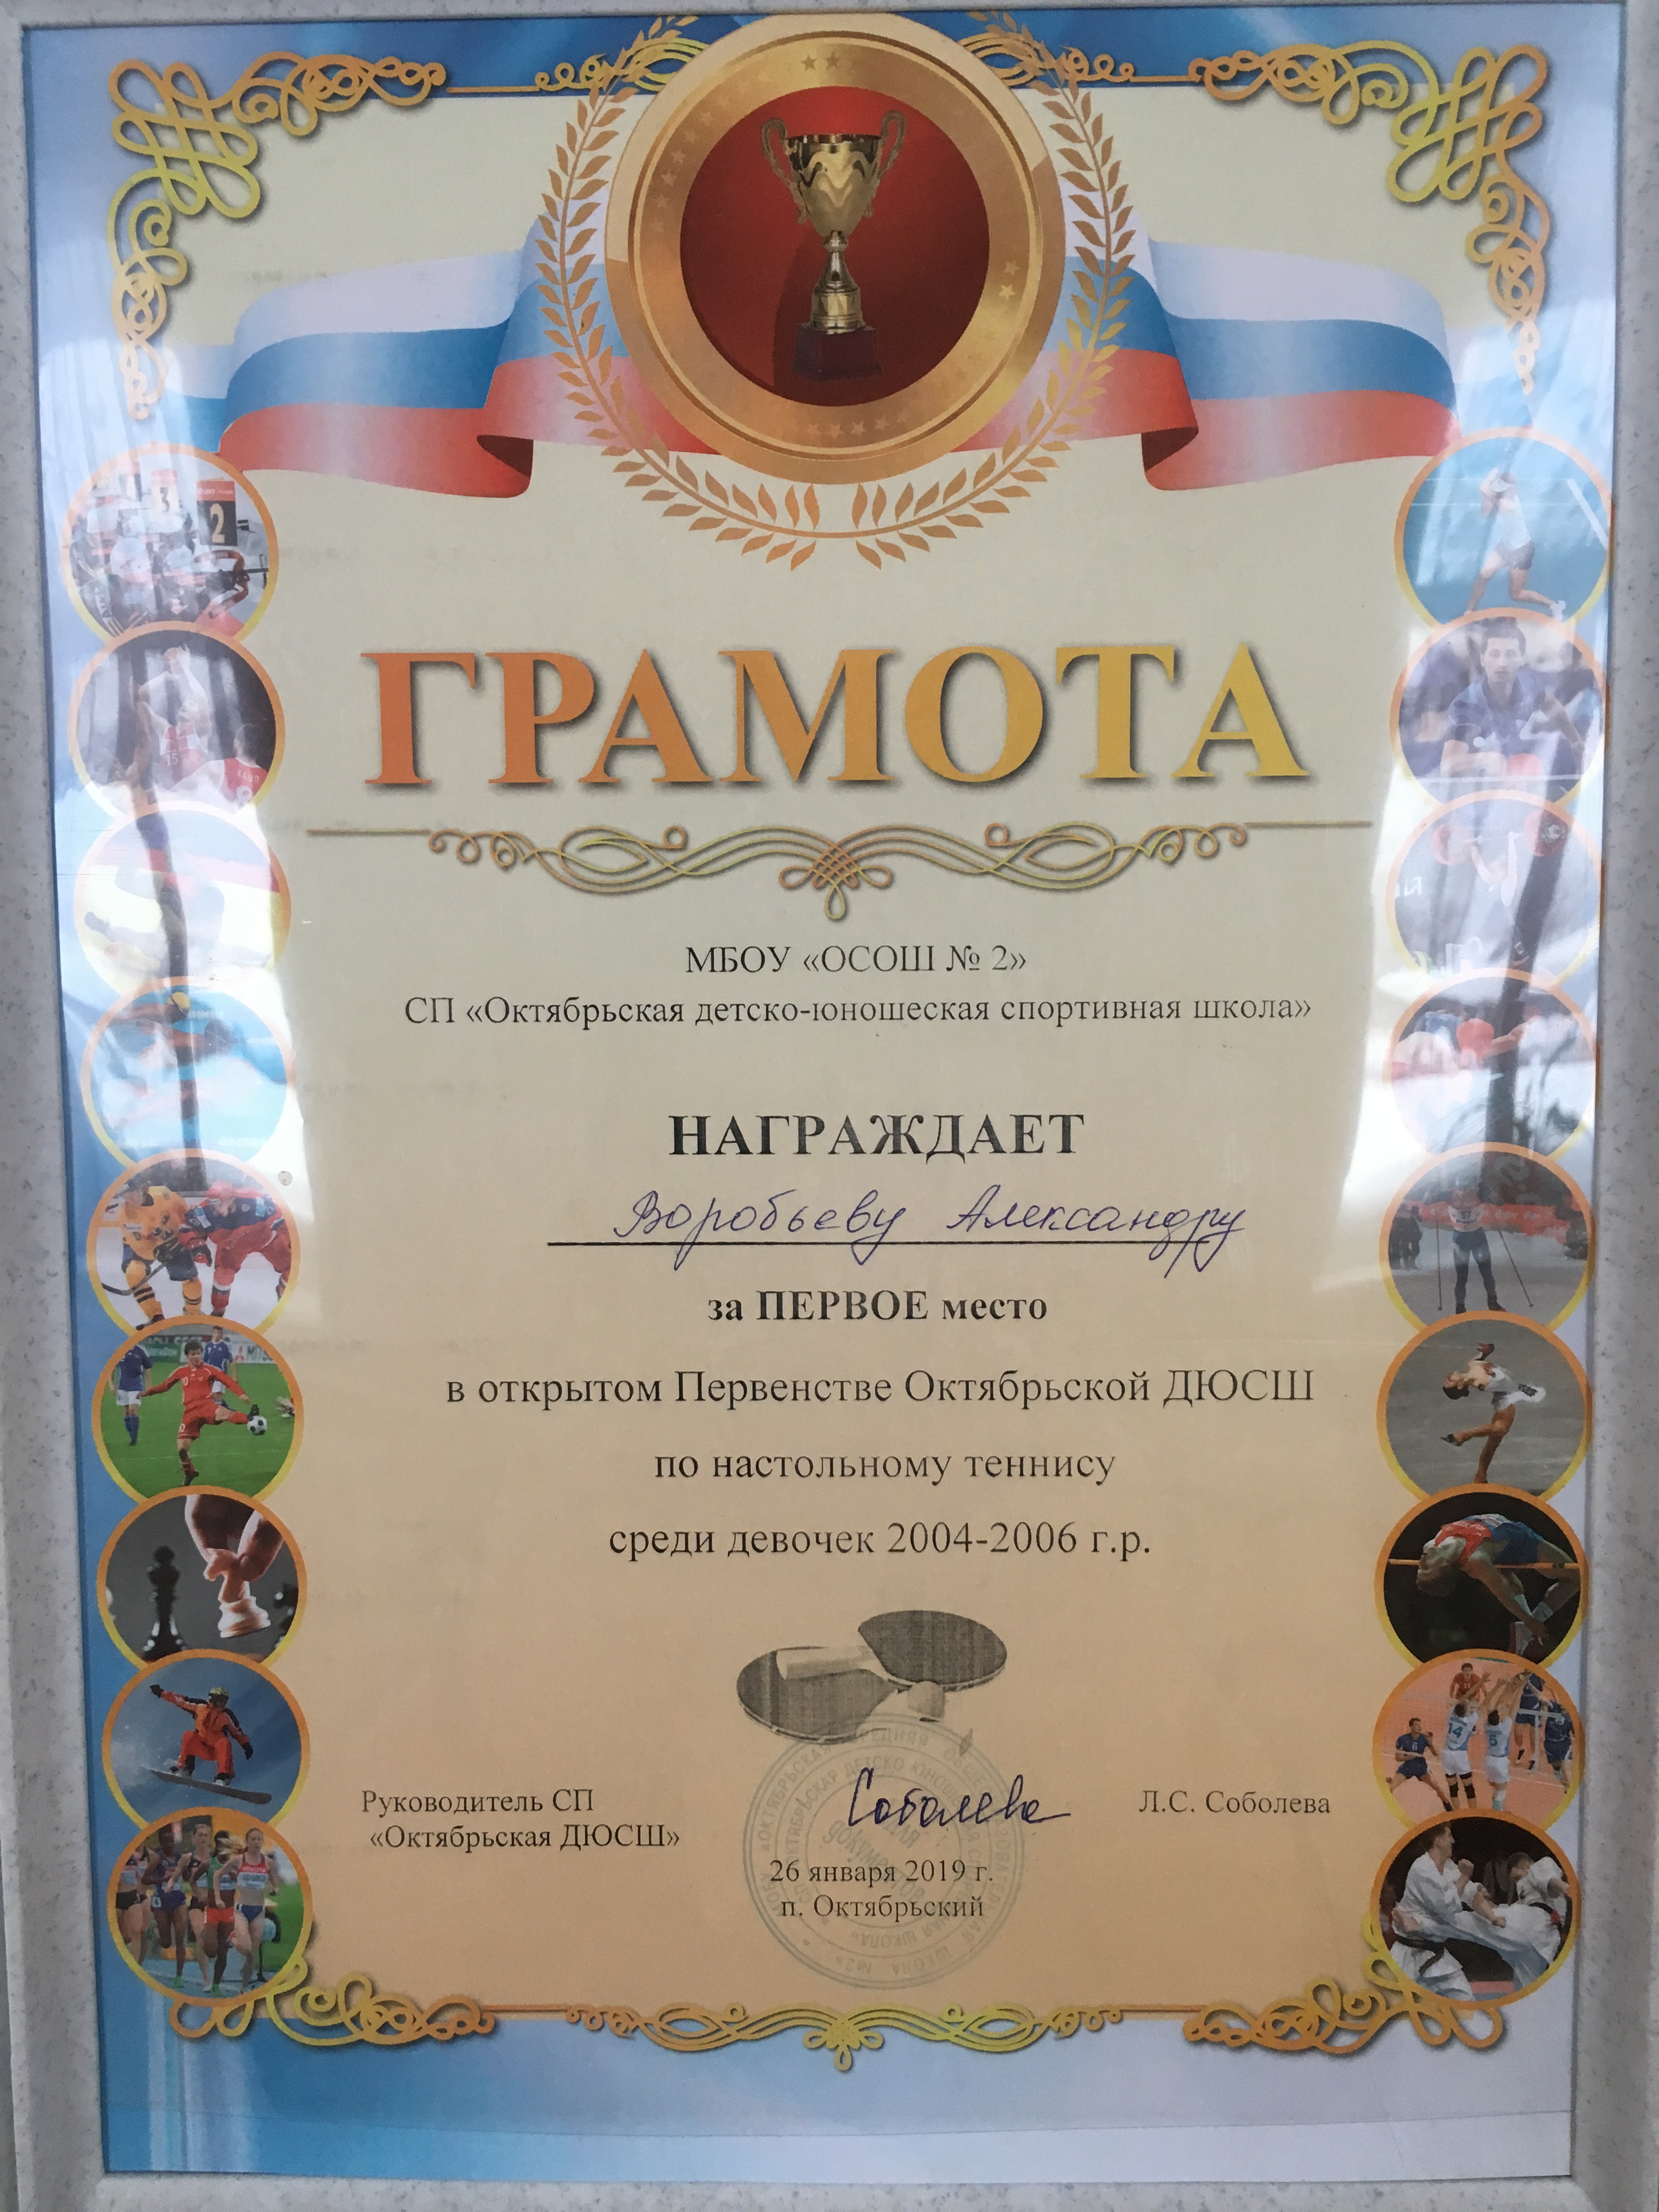 ГРАМОТА
МБОУ «ОСОШ № 2»
СП «Октябрьская детско-юношеская спортивная школа»
НАГРАЖДАЕТ
Воробьеву Александру
за ПЕРВОЕ место
в открытом Первенстве Октябрьской ДЮСШ
по настольному теннису
среди девочек 2004-2006 г.р.
Руководитель СП
«Октябрьская ДЮСШ»
Соболева
Л.С. Соболева
26 января 2019 г.
п. Октябрьский